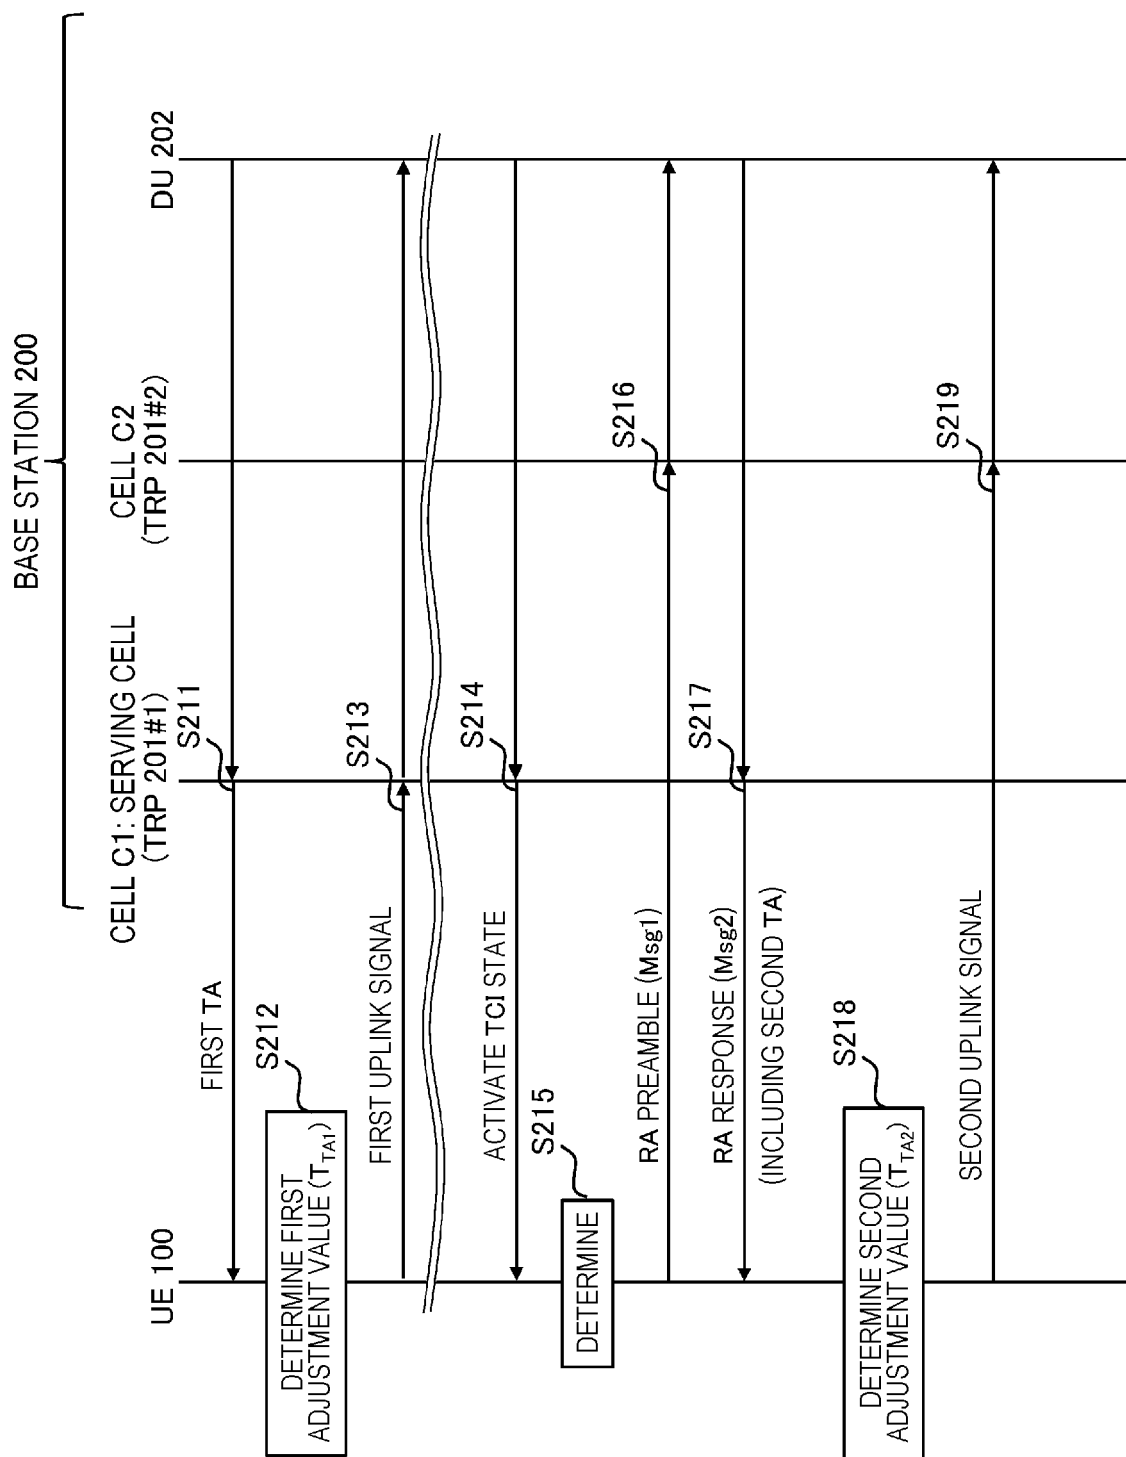 BASE STATION 200
UE 100
CELL C1: SERVING CELL
(TRP 201#1)
CELL C2
(TRP 201#2)
DU 202
S211
FIRST TA
S212
DETERMINE FIRST
ADJUSTMENT VALUE (TTA1)
S213
FIRST UPLINK SIGNAL
S214
ACTIVATE TCI STATE
S215
DETERMINE
S216
RA PREAMBLE (Msg1)
S217
RA RESPONSE (Msg2)
(INCLUDING SECOND TA)
S218
DETERMINE SECOND
ADJUSTMENT VALUE (TTA2)
S219
SECOND UPLINK SIGNAL